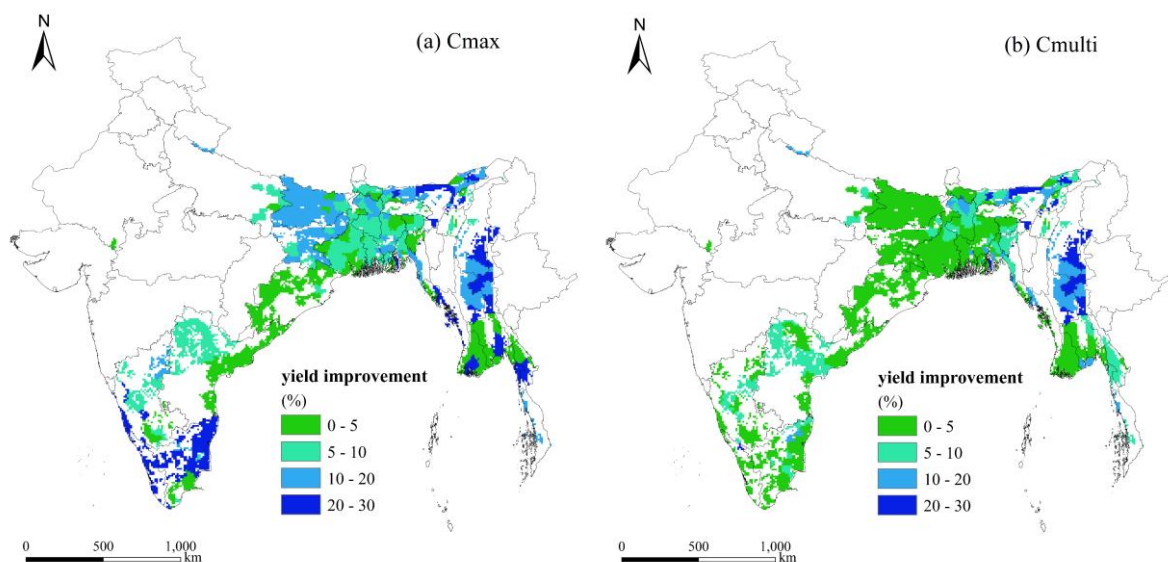 N
(a) Cmax
yield improvement
(%)
0 - 5
5 - 10
10 - 20
20 - 30
0 500 1,000
km
N
(b) Cmulti
yield improvement
(%)
0 - 5
5 - 10
10 - 20
20 - 30
0 500 1,000
km